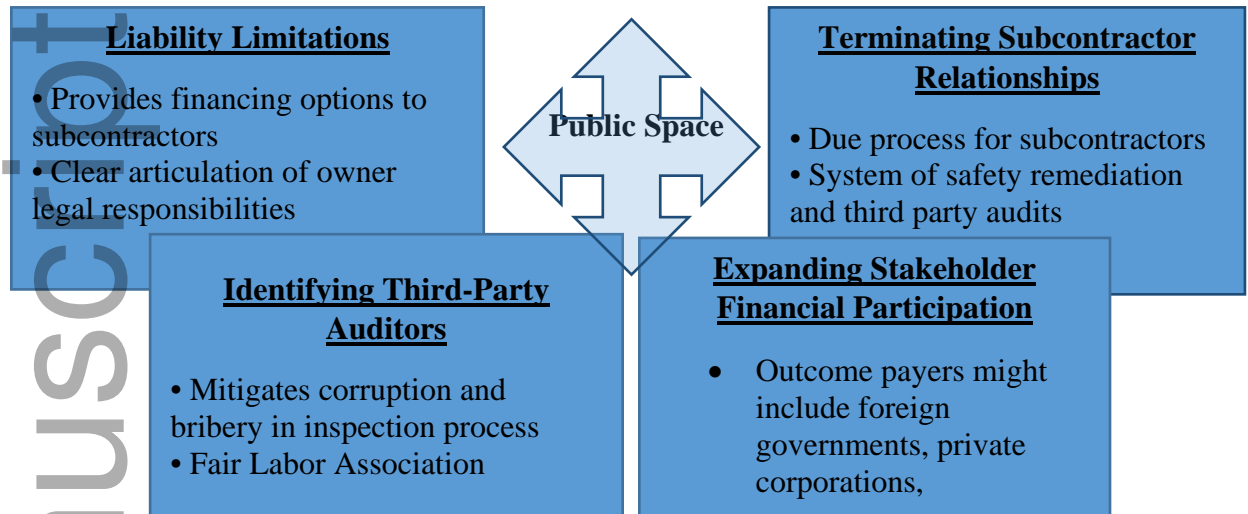 Liability Limitations
• Provides financing options to
subcontractors
• Clear articulation of owner
legal responsibilities
Public Space
Terminating Subcontractor
Relationships
• Due process for subcontractors
• System of safety remediation
and third party audits
Identifying Third-Party
Auditors
• Mitigates corruption and
bribery in inspection process
• Fair Labor Association
Expanding Stakeholder
Financial Participation
• Outcome payers might
include foreign
governments, private
corporations,